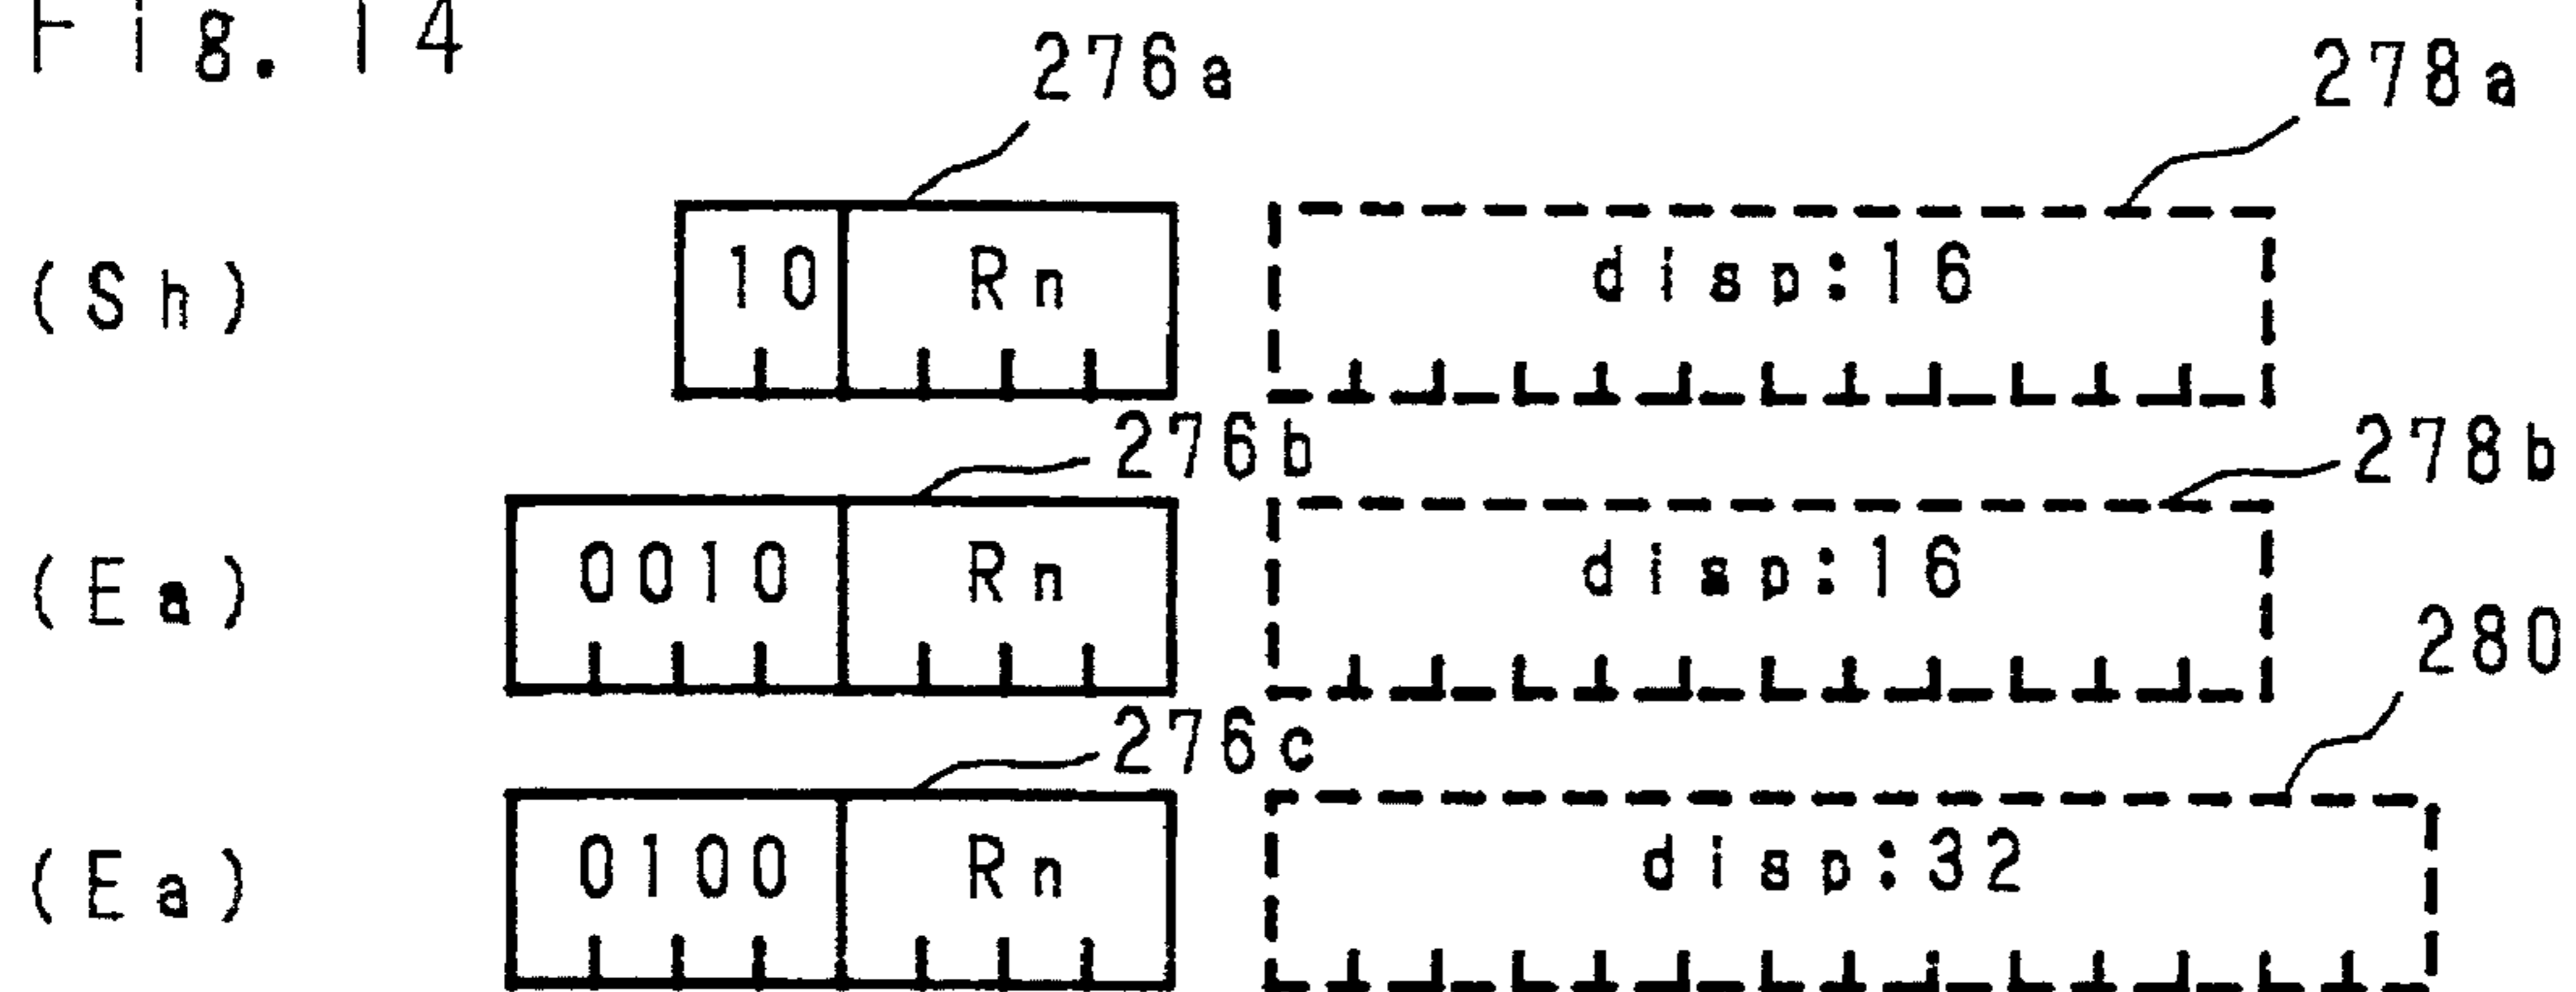 Fig. 14
276a
278a
(Sh) 10 Rn disp:16
276b
278b
(Ea) 0010 Rn disp:16
280
276c
(Ea) 0100 Rn disp:32